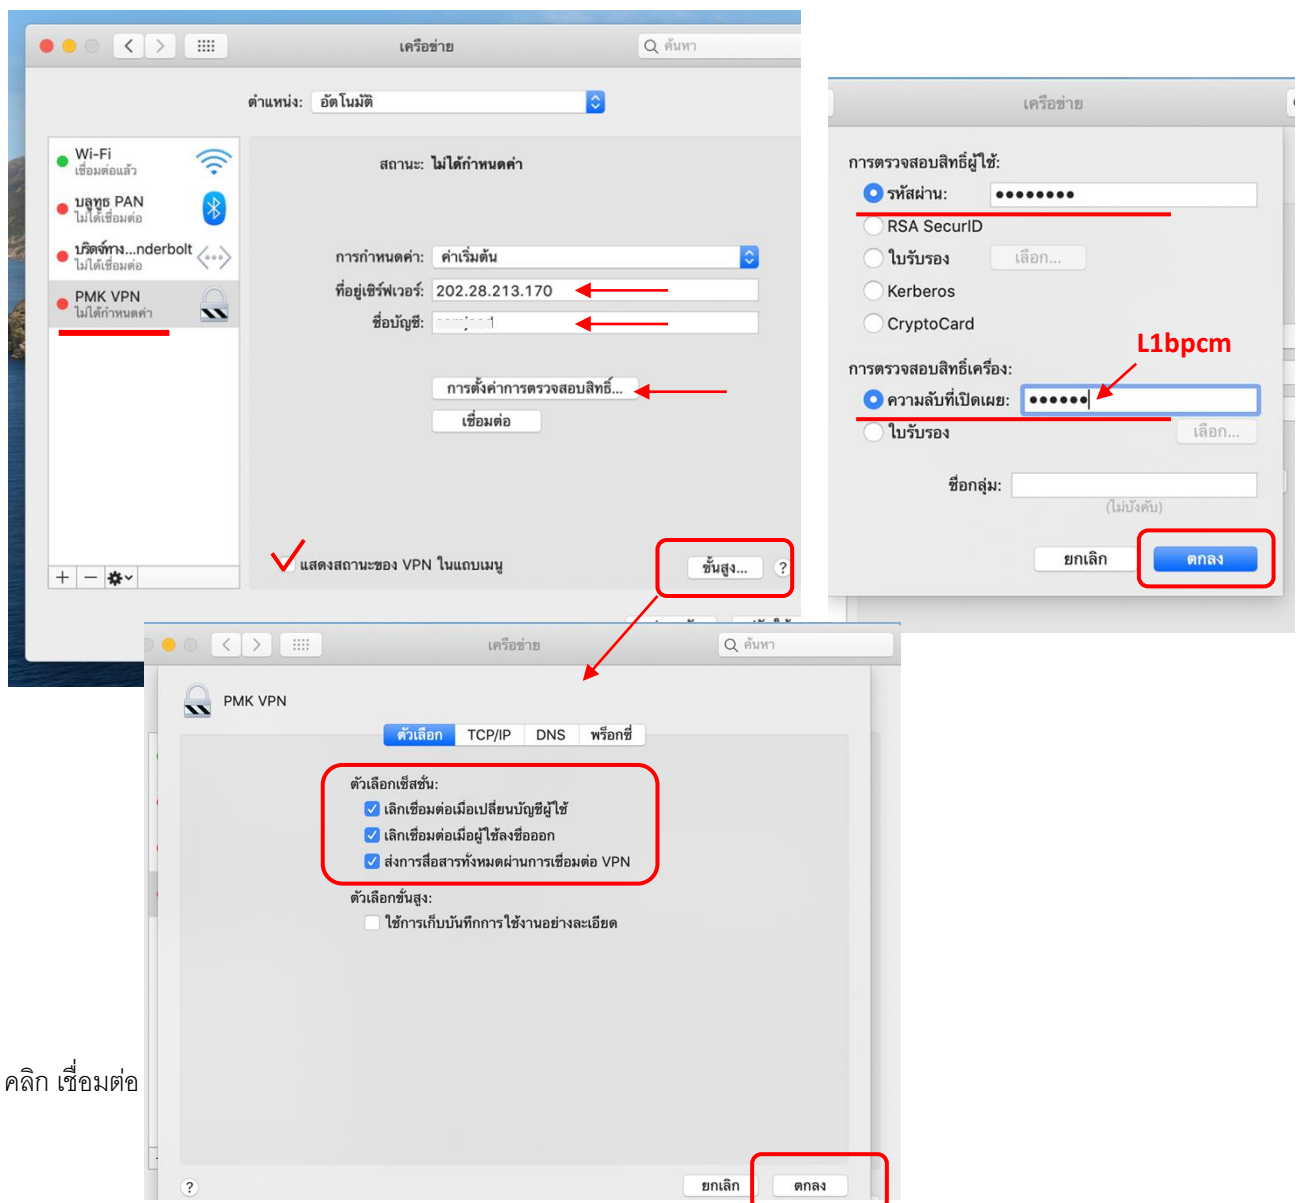 เครือข่าย
ค้นหา
ตำแหน่ง: อัตโนมัติ
Wi-Fi
เชื่อมต่อแล้ว
บลูทูธ PAN
ไม่ได้เชื่อมต่อ
บริดจ์ทาง...nderbolt
ไม่ได้เชื่อมต่อ
PMK VPN
ไม่ได้กำหนดค่า
สถานะ: ไม่ได้กำหนดค่า
การกำหนดค่า: ค่าเริ่มต้น
ที่อยู่เซิร์ฟเวอร์: 202.28.213.170
ชื่อบัญชี:
การตั้งค่าการตรวจสอบสิทธิ์...
เชื่อมต่อ
แสดงสถานะของ VPN ในแถบเมนู
ขั้นสูง... ?
เครือข่าย
การตรวจสอบสิทธิ์ผู้ใช้:
รหัสผ่าน: ●●●●●●●●
RSA SecurID
ใบรับรอง เลือก...
Kerberos
CryptoCard
L1bpcm
การตรวจสอบสิทธิ์เครื่อง:
ความลับที่เปิดเผย: ●●●●●●
ใบรับรอง เลือก...
ชื่อกลุ่ม:
(ไม่บังคับ)
ยกเลิก ตกลง
เครือข่าย
ค้นหา
PMK VPN
ตัวเลือก TCP/IP DNS พร็อกซี่
ตัวเลือกเซ็สชั่น:
เลิกเชื่อมต่อเมื่อเปลี่ยนบัญชีผู้ใช้
เลิกเชื่อมต่อเมื่อผู้ใช้ลงชื่อออก
ส่งการสื่อสารทั้งหมดผ่านการเชื่อมต่อ VPN
ตัวเลือกขั้นสูง:
ใช้การเก็บบันทึกการใช้งานอย่างละเอียด
คลิก เชื่อมต่อ
? ยกเลิก ตกลง